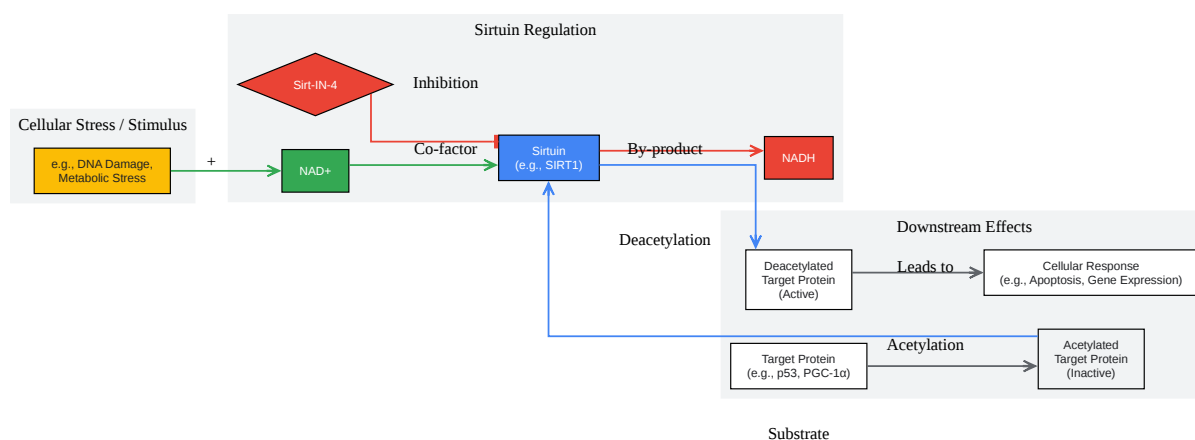 Sirtuin Regulation
Sirt-IN-4
Inhibition
Cellular Stress / Stimulus
e.g., DNA Damage,
Metabolic Stress
+
NAD+
Co-factor
Sirtuin
(e.g., SIRT1)
By-product
NADH
Deacetylation
Downstream Effects
Deacetylated
Target Protein
(Active)
Leads to
Cellular Response
(e.g., Apoptosis, Gene Expression)
Target Protein
(e.g., p53, PGC-1α)
Acetylation
Acetylated
Target Protein
(Inactive)
Substrate